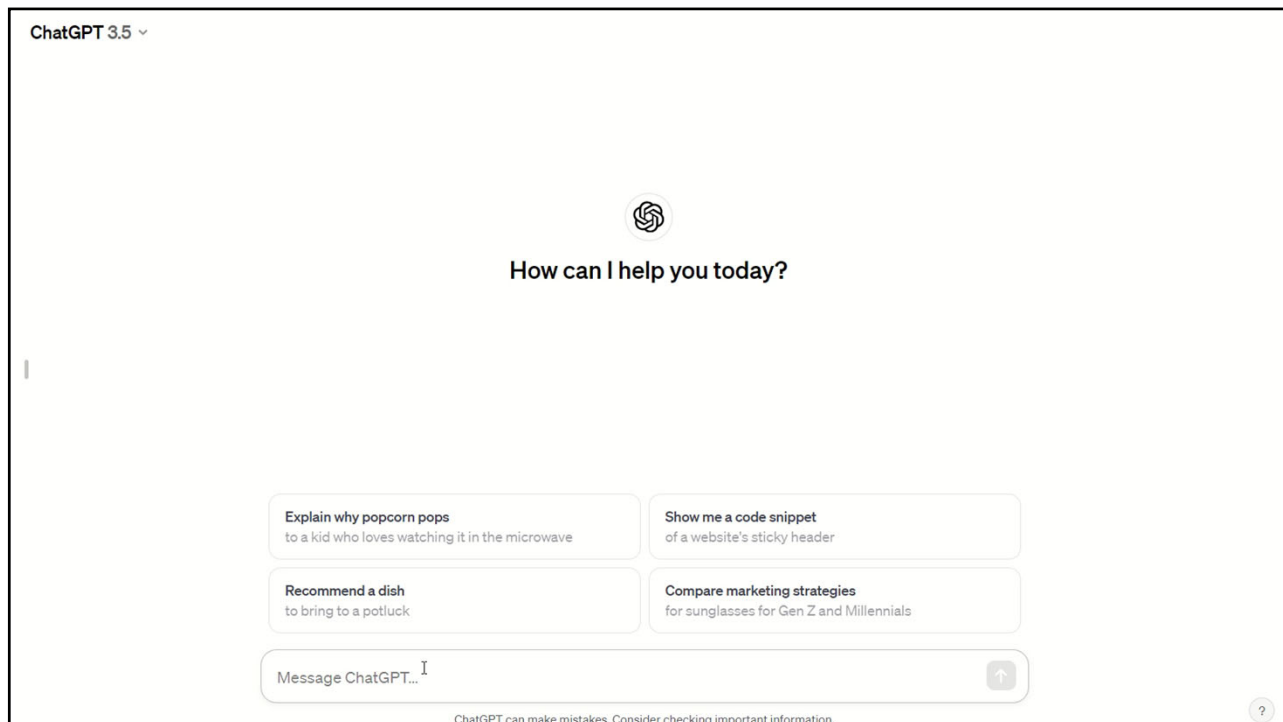 ChatGPT 3.5
How can I help you today?
Explain why popcorn pops
to a kid who loves watching it in the microwave
Show me a code snippet
of a website's sticky header
Recommend a dish
to bring to a potluck
Compare marketing strategies
for sunglasses for Gen Z and Millennials
Message ChatGPT...
ChatGPT can make mistakes. Consider checking important information.
?